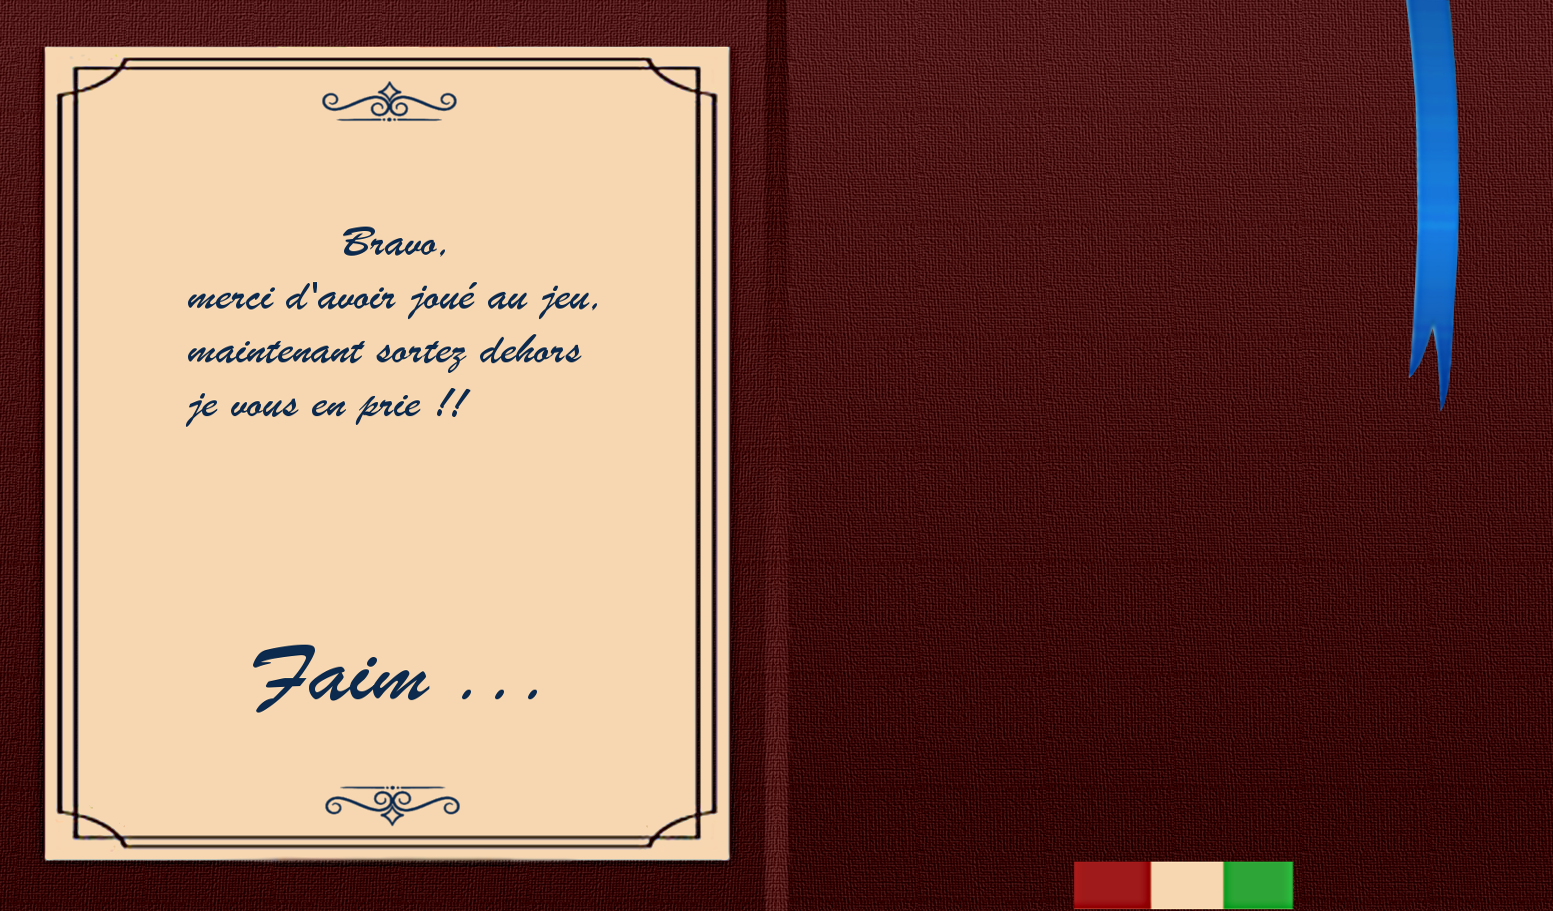 Bravo,
merci d'avoir joué au jeu,
maintenant sortez dehors
je vous en prie !!
Faim ...